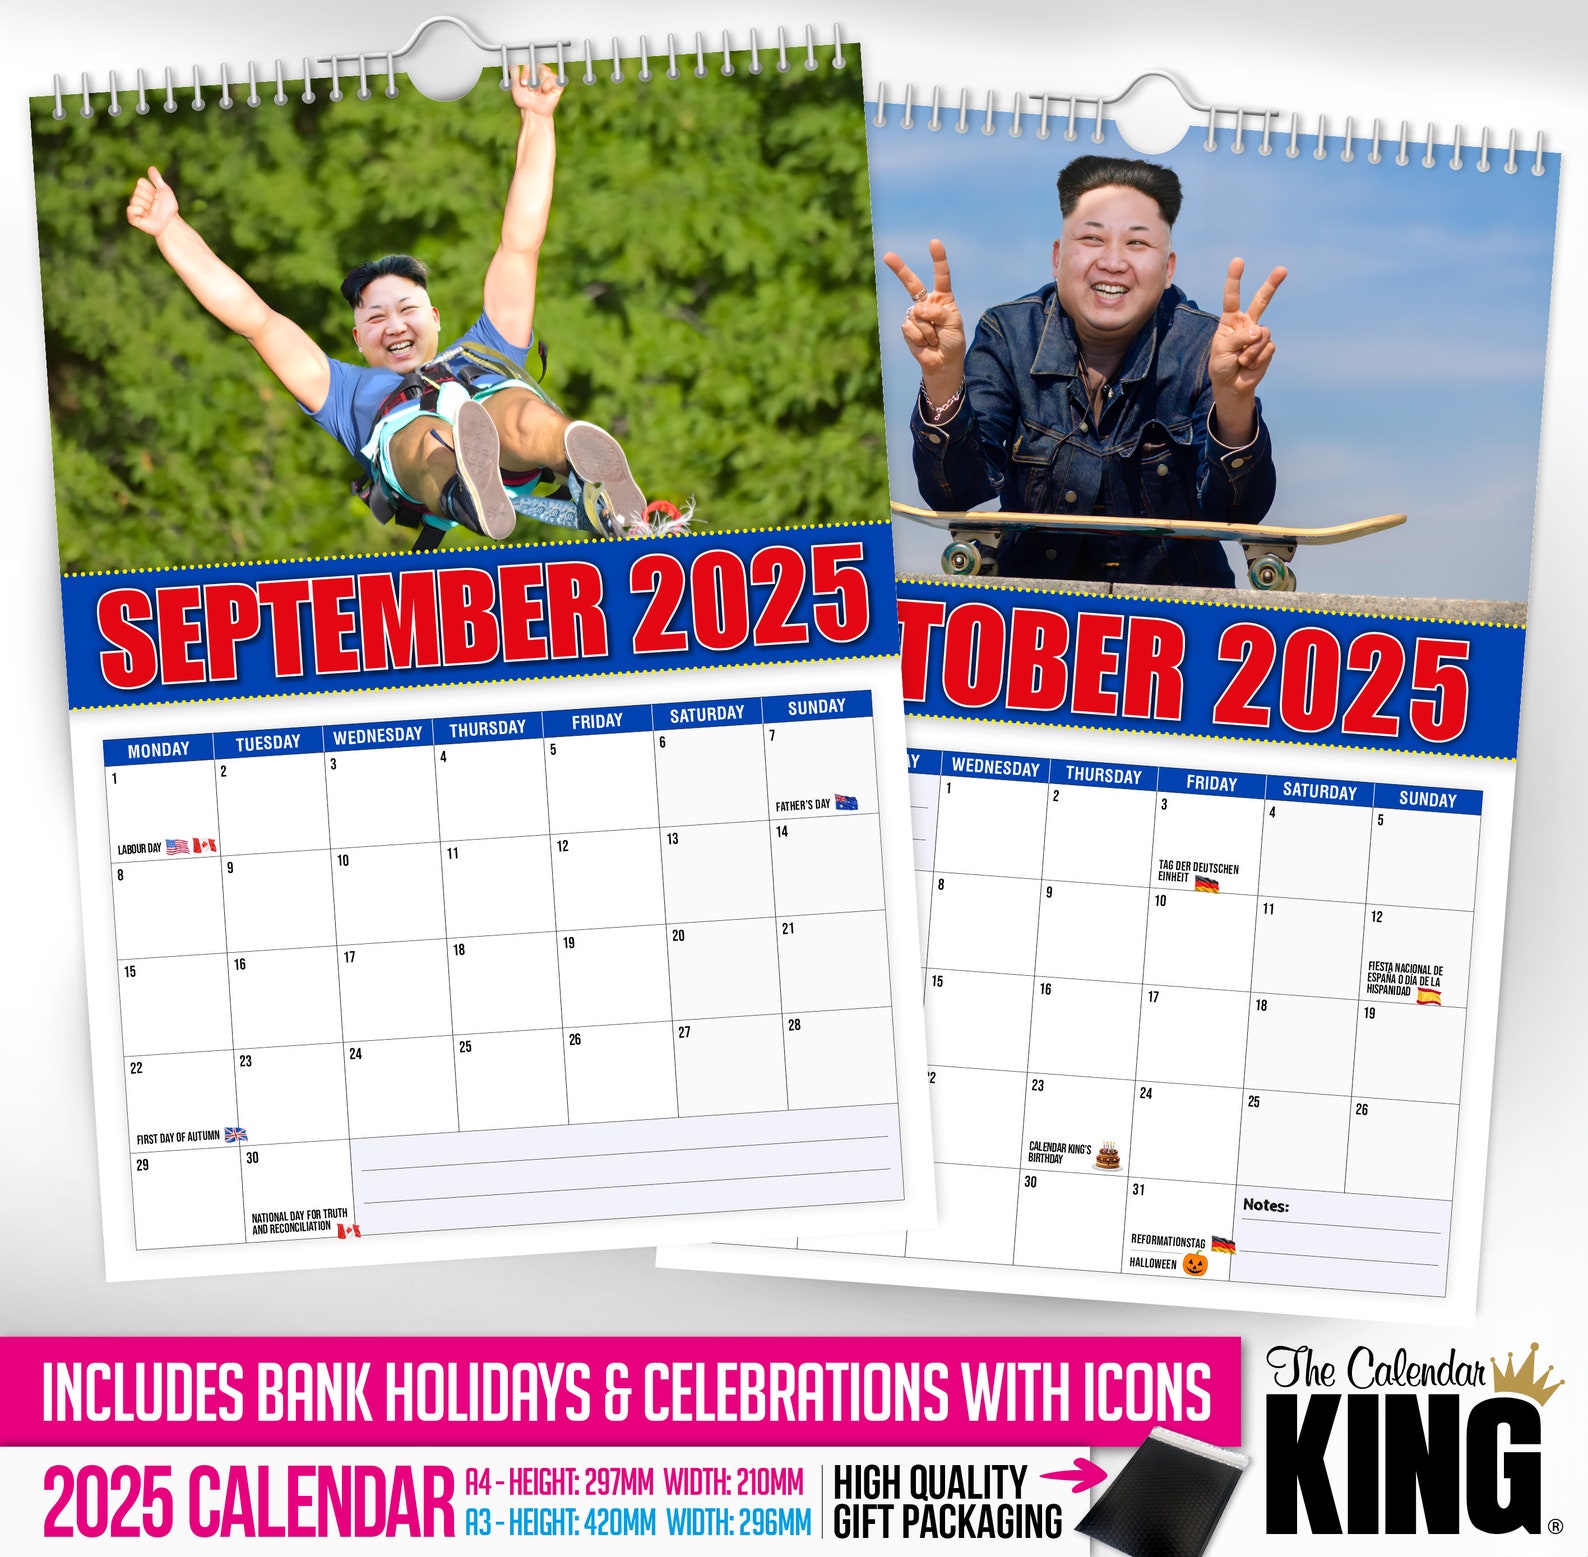 SEPTEMBER 2025
MONDAY TUESDAY WEDNESDAY THURSDAY FRIDAY SATURDAY SUNDAY
1 2 3 4 5 6 7
LABOUR DAY
FATHER'S DAY
8 9 10 11 12 13 14
15 16 17 18 19 20 21
22 23 24 25 26 27 28
FIRST DAY OF AUTUMN
29 30
NATIONAL DAY FOR TRUTH
AND RECONCILIATION
TOBER 2025
AY WEDNESDAY THURSDAY FRIDAY SATURDAY SUNDAY
1 2 3 4 5
TAG DER DEUTSCHEN
EINHEIT
8 9 10 11 12
FIESTA NACIONAL DE
ESPAÑA O DÍA DE LA
HISPANIDAD
15 16 17 18 19
22 23 24 25 26
CALENDAR KING'S
BIRTHDAY
30 31
REFORMATIONSTAG
HALLOWEEN
Notes:
INCLUDES BANK HOLIDAYS & CELEBRATIONS WITH ICONS
2025 CALENDAR
A4 - HEIGHT: 297MM WIDTH: 210MM
A3 - HEIGHT: 420MM WIDTH: 296MM
HIGH QUALITY
GIFT PACKAGING
The Calendar
KING®